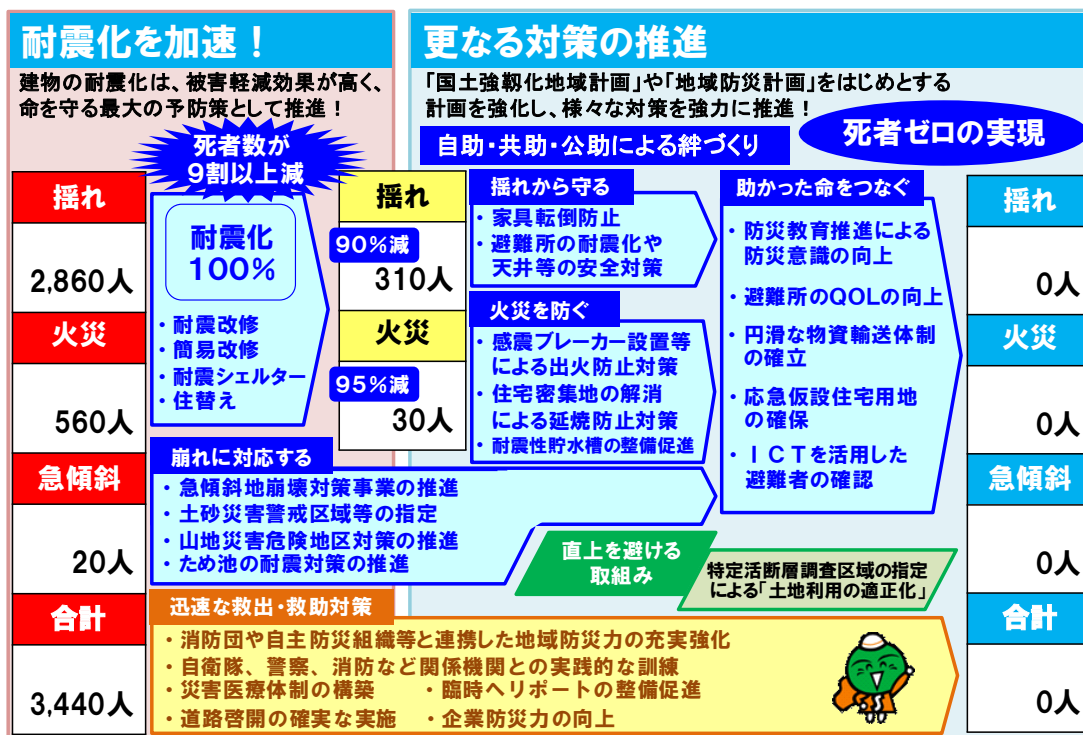 耐震化を加速！
建物の耐震化は、被害軽減効果が高く、
命を守る最大の予防策として推進！
死者数が
9割以上減
揺れ
2,860人
火災
560人
急傾斜
20人
合計
3,440人
耐震化
100%
・耐震改修
・簡易改修
・耐震シェルター
・住替え
揺れ
90%減
310人
火災
95%減
30人
更なる対策の推進
「国土強靱化地域計画」や「地域防災計画」をはじめとする
計画を強化し、様々な対策を強力に推進！
自助・共助・公助による絆づくり
死者ゼロの実現
揺れから守る
・家具転倒防止
・避難所の耐震化や
天井等の安全対策
火災を防ぐ
・感震ブレーカー設置等
による出火防止対策
・住宅密集地の解消
による延焼防止対策
・耐震性貯水槽の整備促進
助かった命をつなぐ
・防災教育推進による
防災意識の向上
・避難所のQOLの向上
・円滑な物資輸送体制
の確立
・応急仮設住宅用地
の確保
・ＩＣＴを活用した
避難者の確認
崩れに対応する
・急傾斜地崩壊対策事業の推進
・土砂災害警戒区域等の指定
・山地災害危険地区対策の推進
・ため池の耐震対策の推進
直上を避ける
取組み
特定活断層調査区域の指定
による「土地利用の適正化」
迅速な救出・救助対策
・消防団や自主防災組織等と連携した地域防災力の充実強化
・自衛隊、警察、消防など関係機関との実践的な訓練
・災害医療体制の構築　・臨時ヘリポートの整備促進
・道路啓開の確実な実施　・企業防災力の向上
揺れ
0人
火災
0人
急傾斜
0人
合計
0人